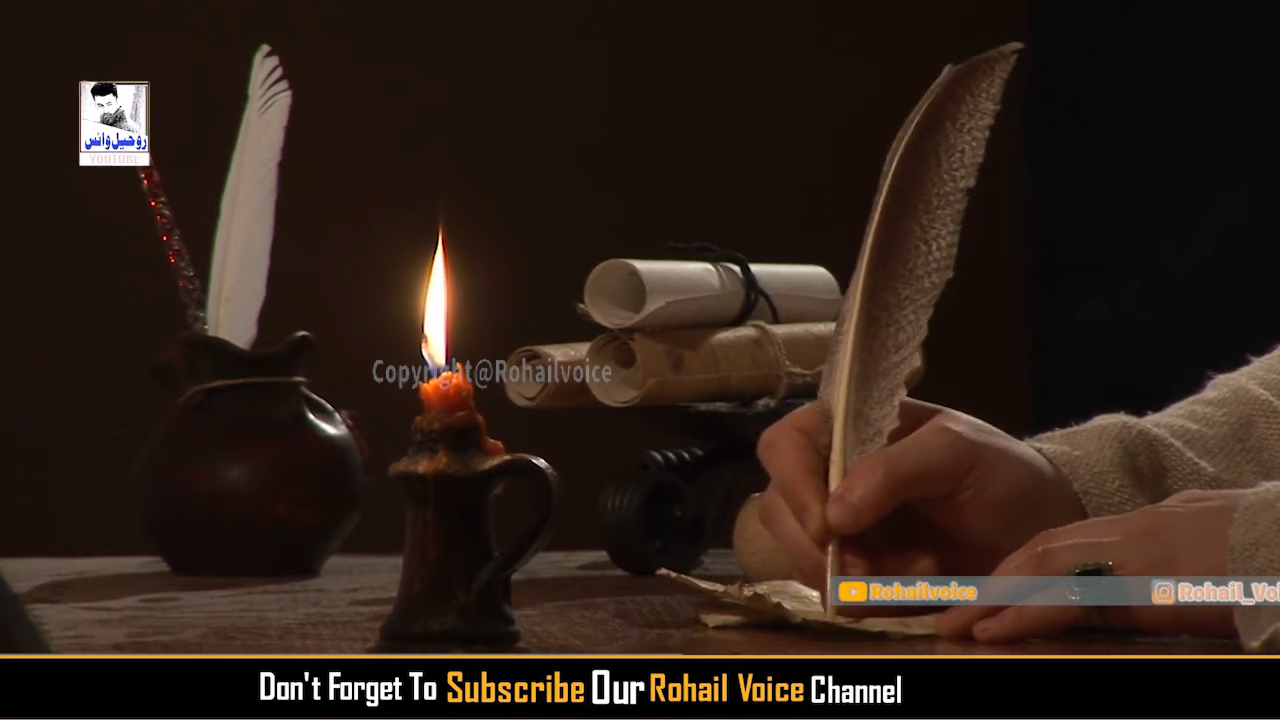 روحیل وائس
YOUTUBE
Copyright@Rohailvoice
Rohailvoice
Rohail_Voi
Don't Forget To Subscribe Our Rohail Voice Channel